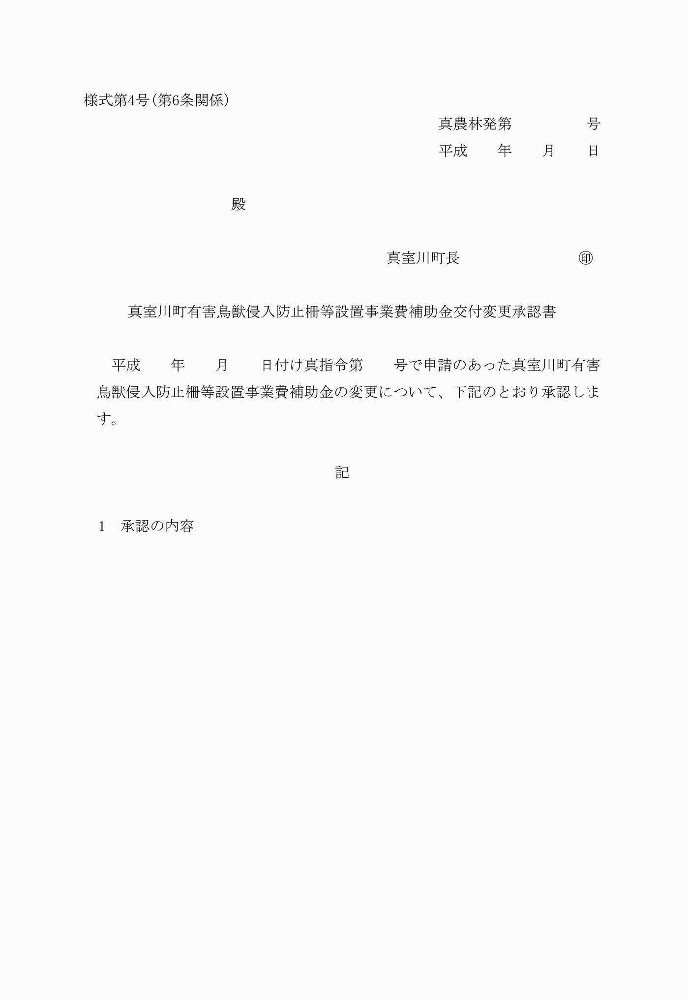 様式第4号(第6条関係)
真農林発第　　　　　号
平成　　年　　月　　日
殿
真室川町長　　　　　　　　㊞
真室川町有害鳥獣侵入防止柵等設置事業費補助金交付変更承認書
平成　　年　　月　　日付け真指令第　　号で申請のあった真室川町有害
鳥獣侵入防止柵等設置事業費補助金の変更について、下記のとおり承認しま
す。
記
1　承認の内容